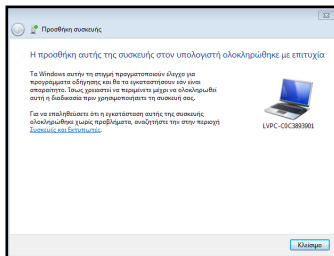 Προσθήκη συσκευής
Η προσθήκη αυτής της συσκευής στον υπολογιστή ολοκληρώθηκε με επιτυχία
Τα Windows αυτήν τη στιγμή πραγματοποιούν έλεγχο για
προγράμματα οδήγησης και θα τα εγκαταστήσουν εάν είναι
απαραίτητο. Ίσως χρειαστεί να περιμένετε μέχρι να ολοκληρωθεί
αυτή η διαδικασία πριν χρησιμοποιήσετε τη συσκευή σας.
Για να επαληθεύσετε ότι η εγκατάσταση αυτής της συσκευής
ολοκληρώθηκε χωρίς προβλήματα, αναζητήστε την στην περιοχή
Συσκευές και Εκτυπωτές.
LVPC-C0C3893901
Κλείσιμο